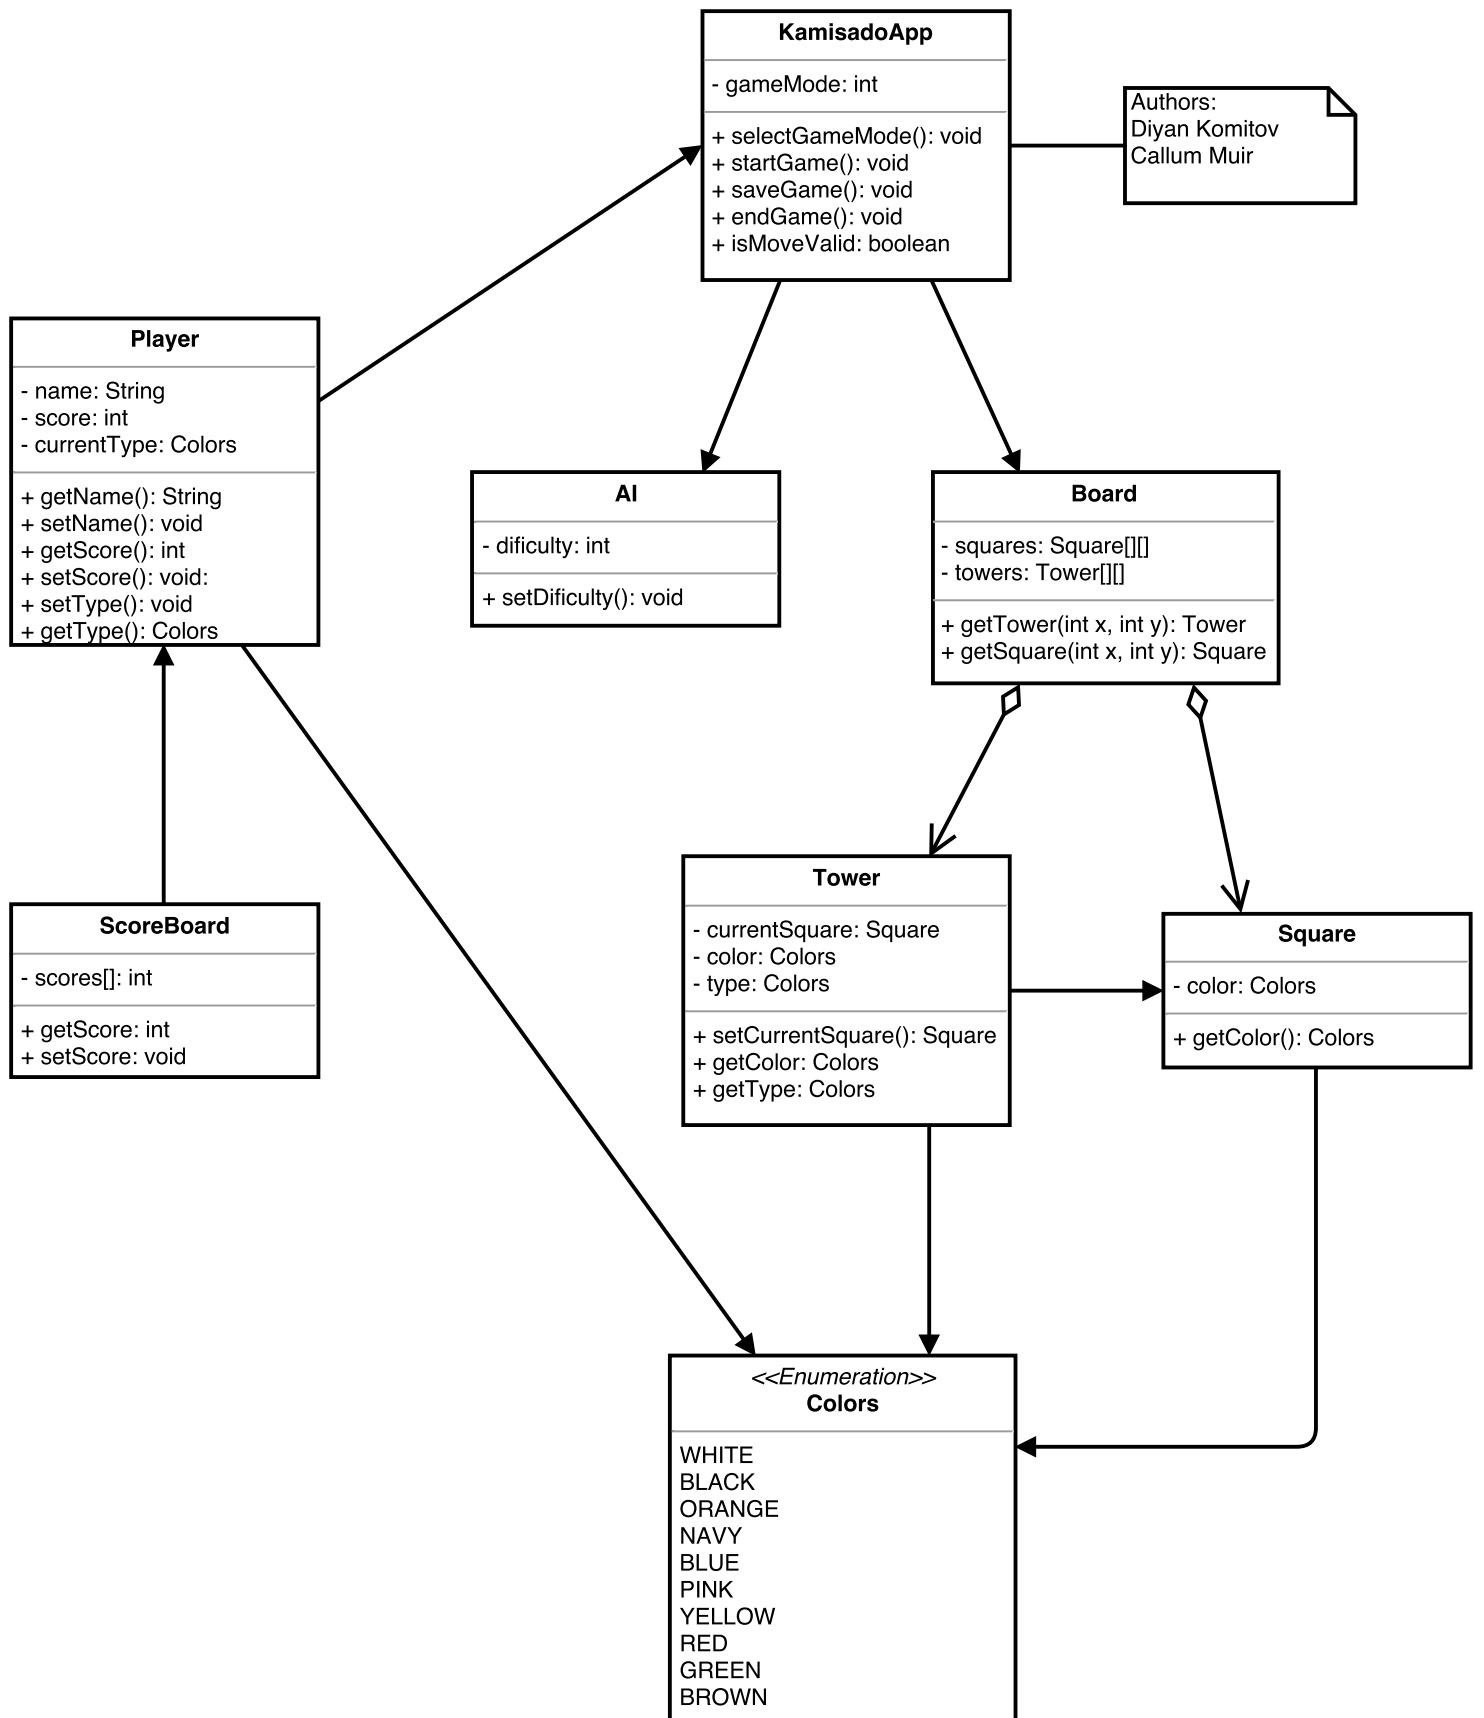 KamisadoApp
- gameMode: int
+ selectGameMode(): void
+ startGame(): void
+ saveGame(): void
+ endGame(): void
+ isMoveValid: boolean
Authors:
Diyan Komitov
Callum Muir
Player
- name: String
- score: int
- currentType: Colors
+ getName(): String
+ setName(): void
+ getScore(): int
+ setScore(): void:
+ setType(): void
+ getType(): Colors
AI
- dificulty: int
+ setDificulty(): void
Board
- squares: Square[][]
- towers: Tower[][]
+ getTower(int x, int y): Tower
+ getSquare(int x, int y): Square
ScoreBoard
- scores[]: int
+ getScore: int
+ setScore: void
Tower
- currentSquare: Square
- color: Colors
- type: Colors
+ setCurrentSquare(): Square
+ getColor: Colors
+ getType: Colors
Square
- color: Colors
+ getColor(): Colors
<<Enumeration>>
Colors
WHITE
BLACK
ORANGE
NAVY
BLUE
PINK
YELLOW
RED
GREEN
BROWN